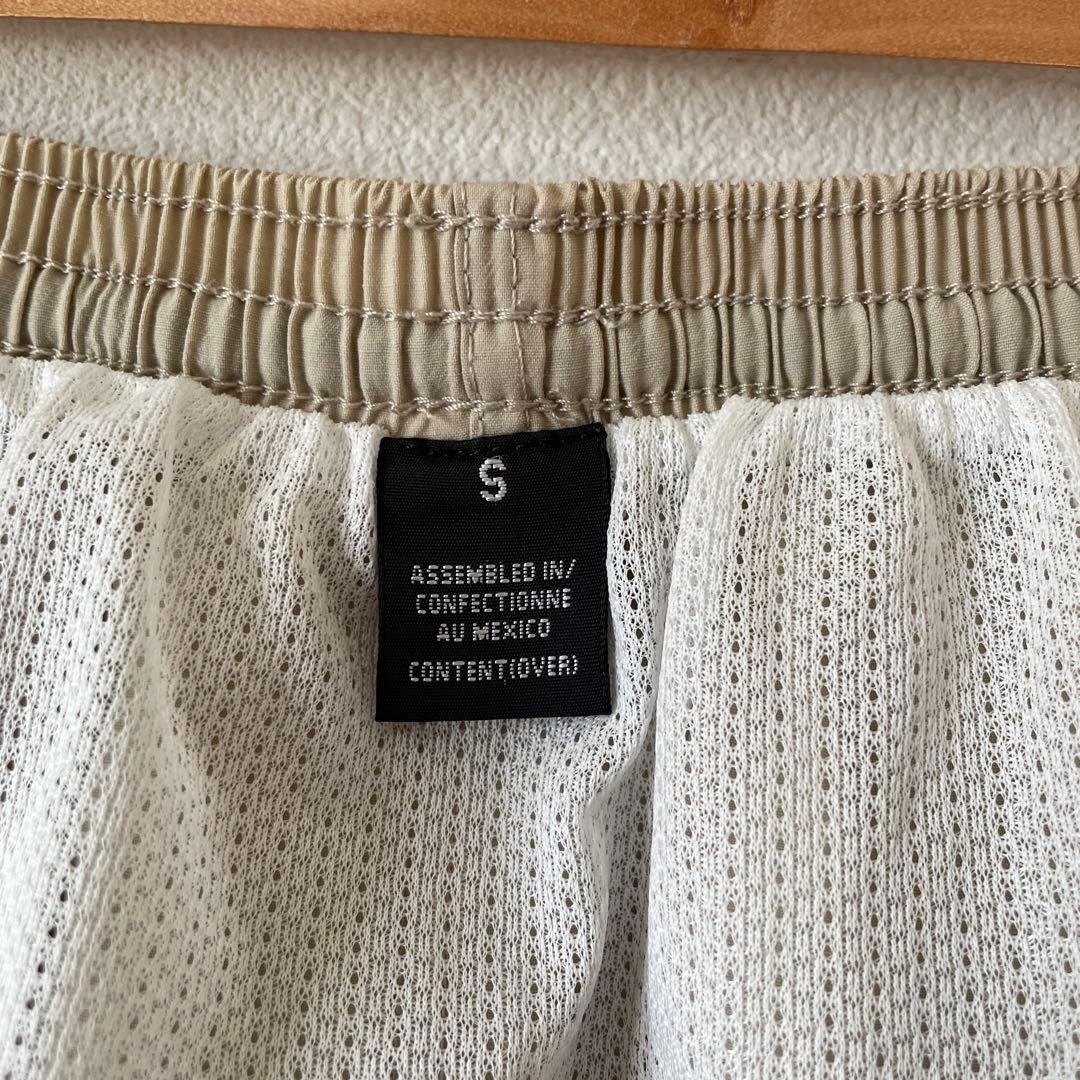 S
ASSEMBLED IN/
CONFECTIONNE
AU MEXICO
CONTENT(OVER)